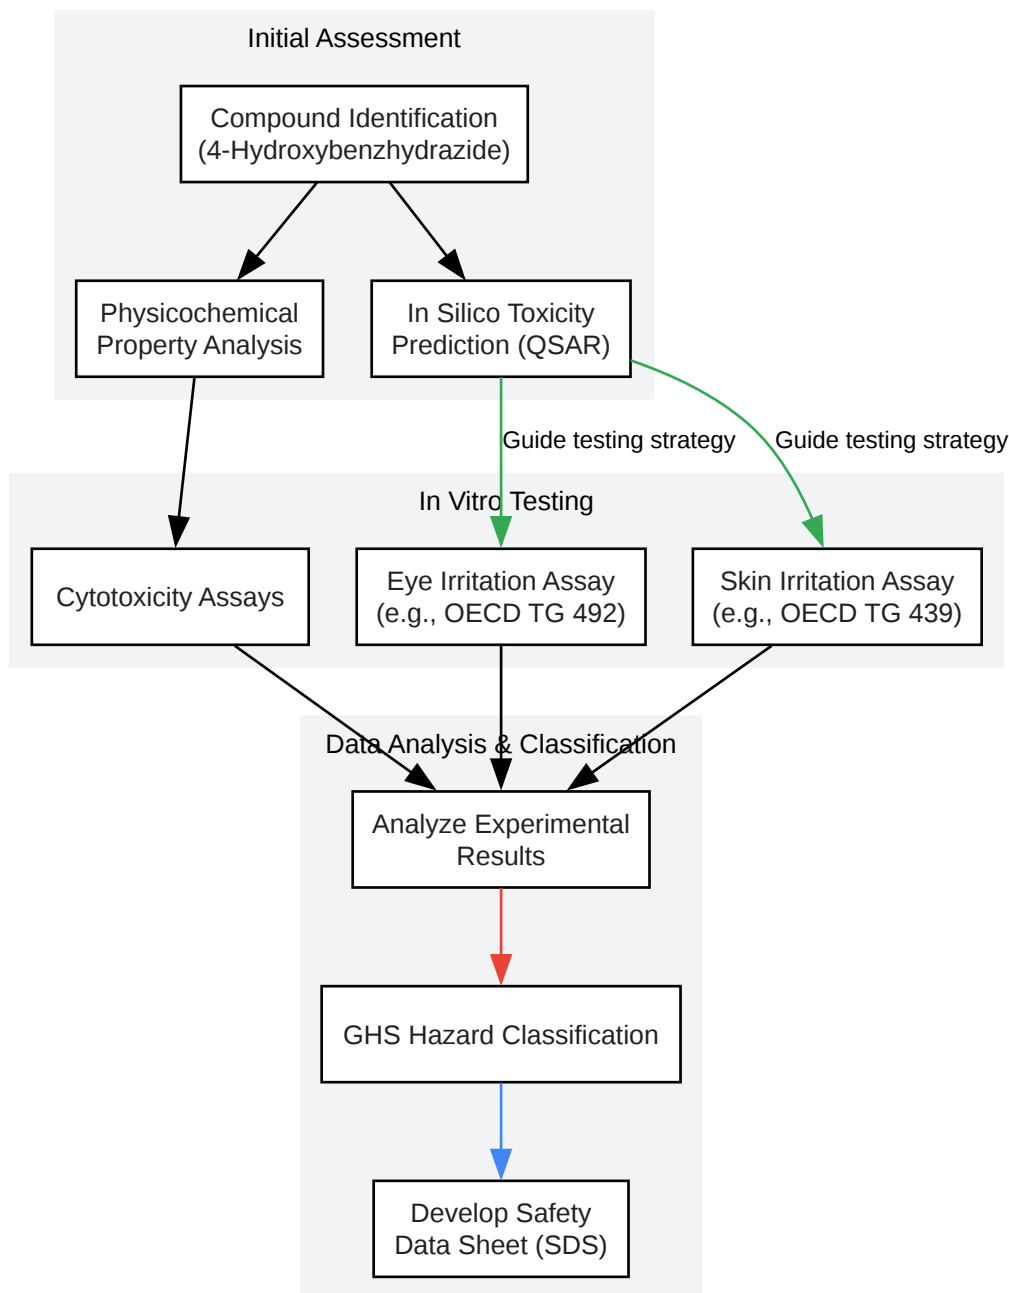 Initial Assessment
Compound Identification
(4-Hydroxybenzhydrazide)
Physicochemical
Property Analysis
In Silico Toxicity
Prediction (QSAR)
Guide testing strategy
Guide testing strategy
In Vitro Testing
Cytotoxicity Assays
Eye Irritation Assay
(e.g., OECD TG 492)
Skin Irritation Assay
(e.g., OECD TG 439)
Data Analysis & Classification
Analyze Experimental
Results
GHS Hazard Classification
Develop Safety
Data Sheet (SDS)